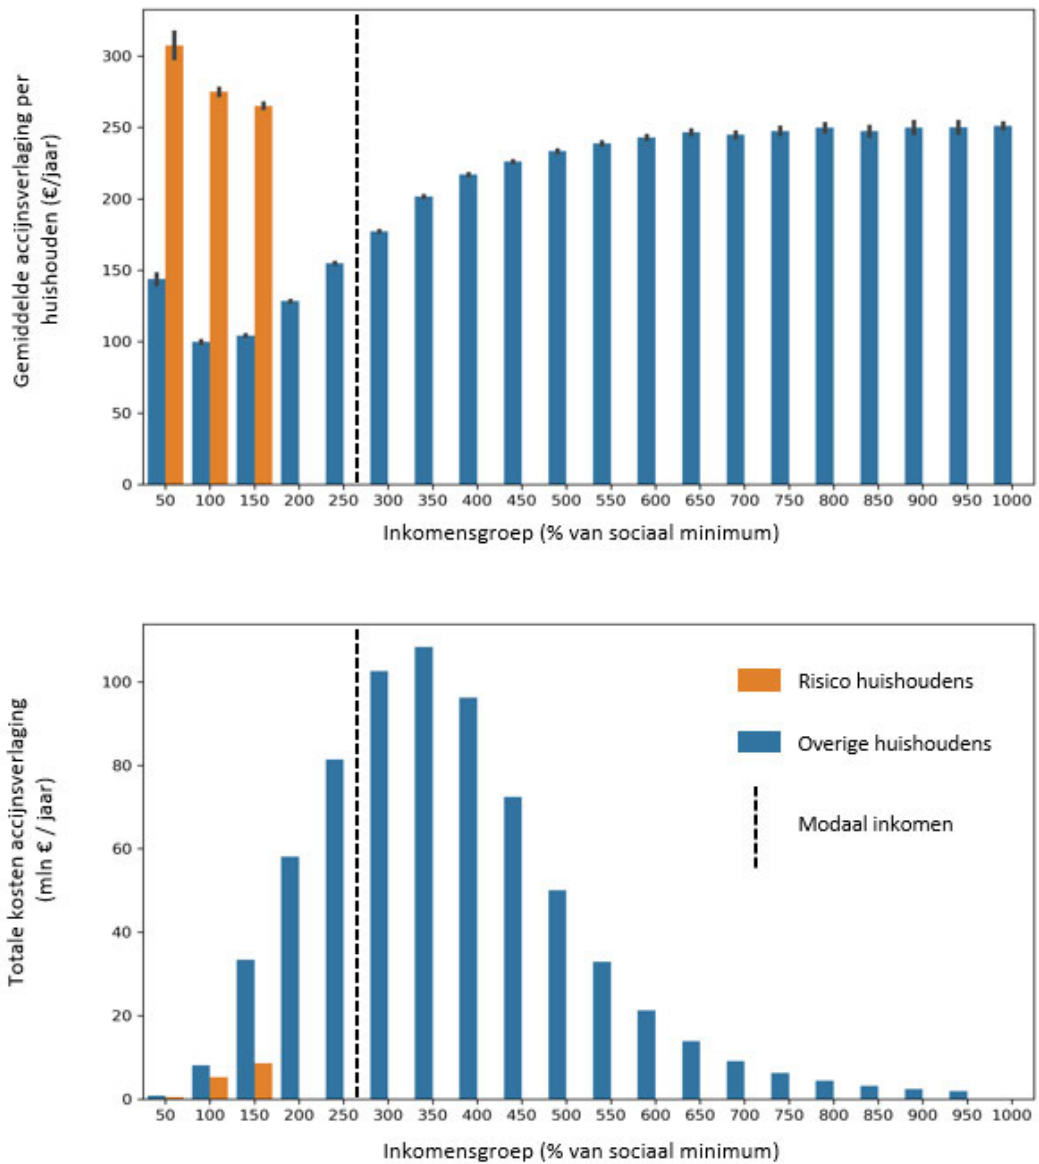 Gemiddelde accijnsverlaging per
huishouden (€/jaar)
300
250
200
150
100
50
0
50 100 150 200 250 300 350 400 450 500 550 600 650 700 750 800 850 900 950 1000
Inkomensgroep (% van sociaal minimum)
Totale kosten accijnsverlaging
(mln € / jaar)
100
80
60
40
20
0
Risico huishoudens
Overige huishoudens
Modaal inkomen
50 100 150 200 250 300 350 400 450 500 550 600 650 700 750 800 850 900 950 1000
Inkomensgroep (% van sociaal minimum)